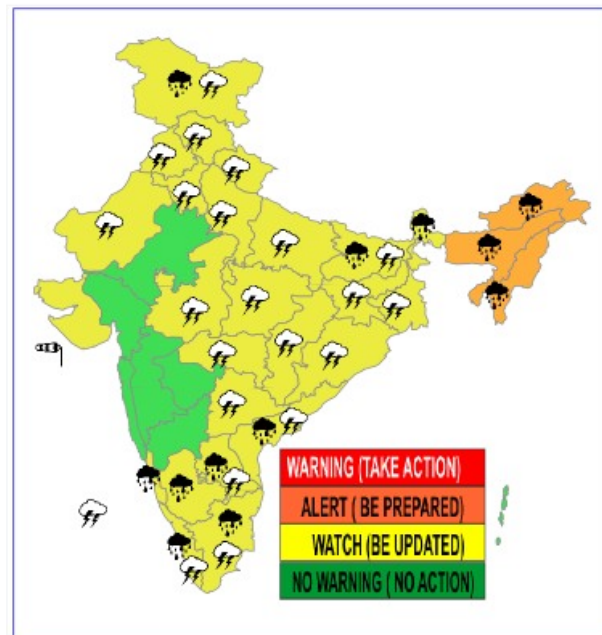 WARNING (TAKE ACTION)
ALERT ( BE PREPARED)
WATCH (BE UPDATED)
NO WARNING ( NO ACTION)